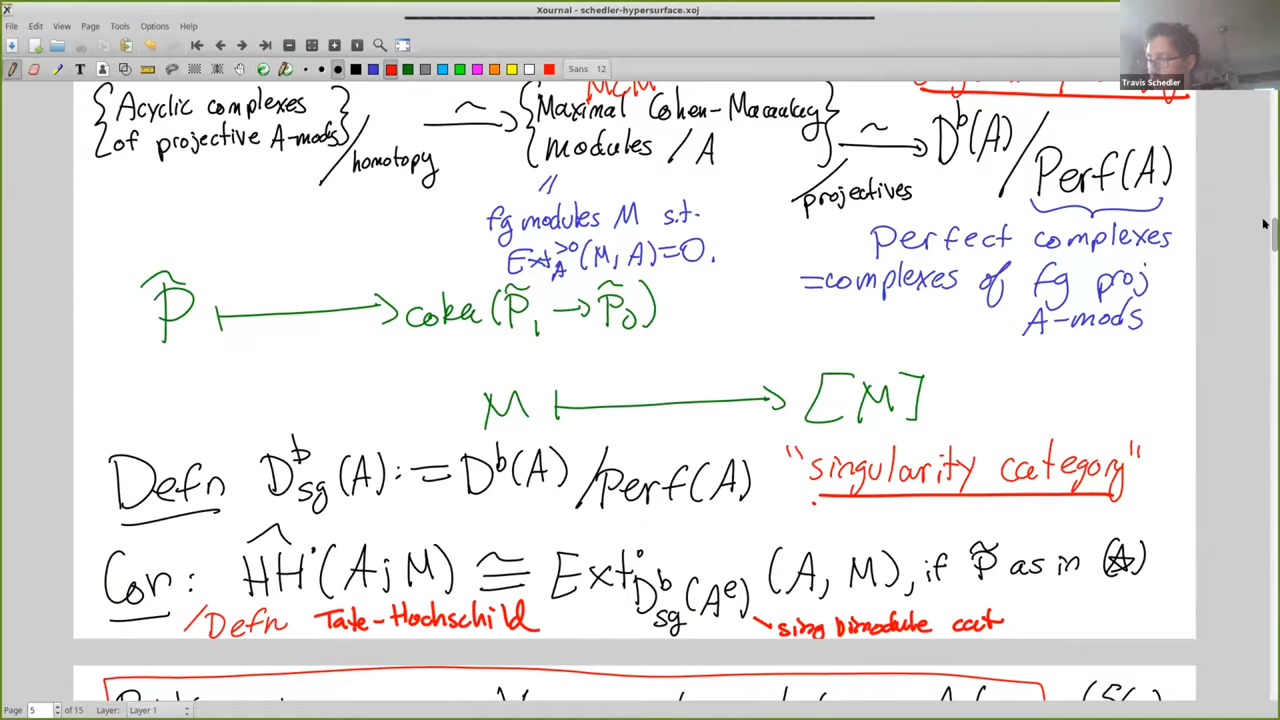 Xournal - schedler-hypersurface.xoj
File Edit View Page Tools Options Help
Sans 12
Travis Schedler
{Acyclic complexes of projective A-mods} / homotopy
~
MCM
{Maximal Cohen-Macaulay modules / A} / projectives
~
D^b(A) / Perf(A)
=
fg modules M s.t.
Ext_A^{>0}(M, A) = 0.
perfect complexes
=complexes of fg proj
A-mods
P̃ ↦ coker(P̃_1 → P̃_0)
M ↦ [M]
Defn D^b_sg(A) := D^b(A) / Perf(A) "singularity category"
Cor: ĤH^•(A; M) ≅ Ext^•_{D^b_sg(A^e)} (A, M), if P̃ as in (☆)
/Defn Tate-Hochschild
sing bimodule cat
Page 5 of 15 Layer: Layer 1